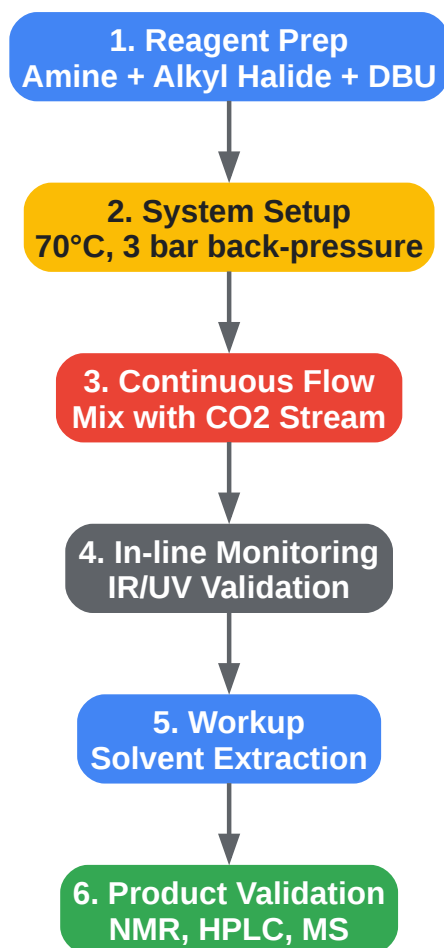 1. Reagent Prep
Amine + Alkyl Halide + DBU
2. System Setup
70°C, 3 bar back-pressure
3. Continuous Flow
Mix with CO2 Stream
4. In-line Monitoring
IR/UV Validation
5. Workup
Solvent Extraction
6. Product Validation
NMR, HPLC, MS